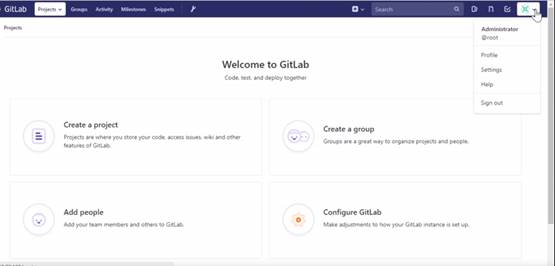 GitLab Projects Groups Activity Milestones Snippets Search
Projects
Administrator
@root
Profile
Settings
Help
Sign out
Welcome to GitLab
Code, test, and deploy together
Create a project
Projects are where you store your code, access issues, wiki and other
features of GitLab.
Create a group
Groups are a great way to organize projects and people.
Add people
Add your team members and others to GitLab.
Configure GitLab
Make adjustments to how your GitLab instance is set up.